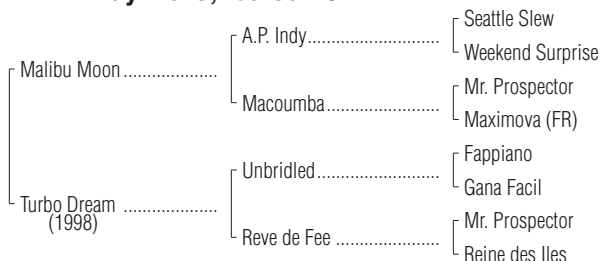 Seattle Slew
A.P. Indy
Weekend Surprise
Malibu Moon
Mr. Prospector
Macoumba
Maximova (FR)
Fappiano
Unbridled
Gana Facil
Turbo Dream
(1998)
Mr. Prospector
Reve de Fee
Reine des Iles